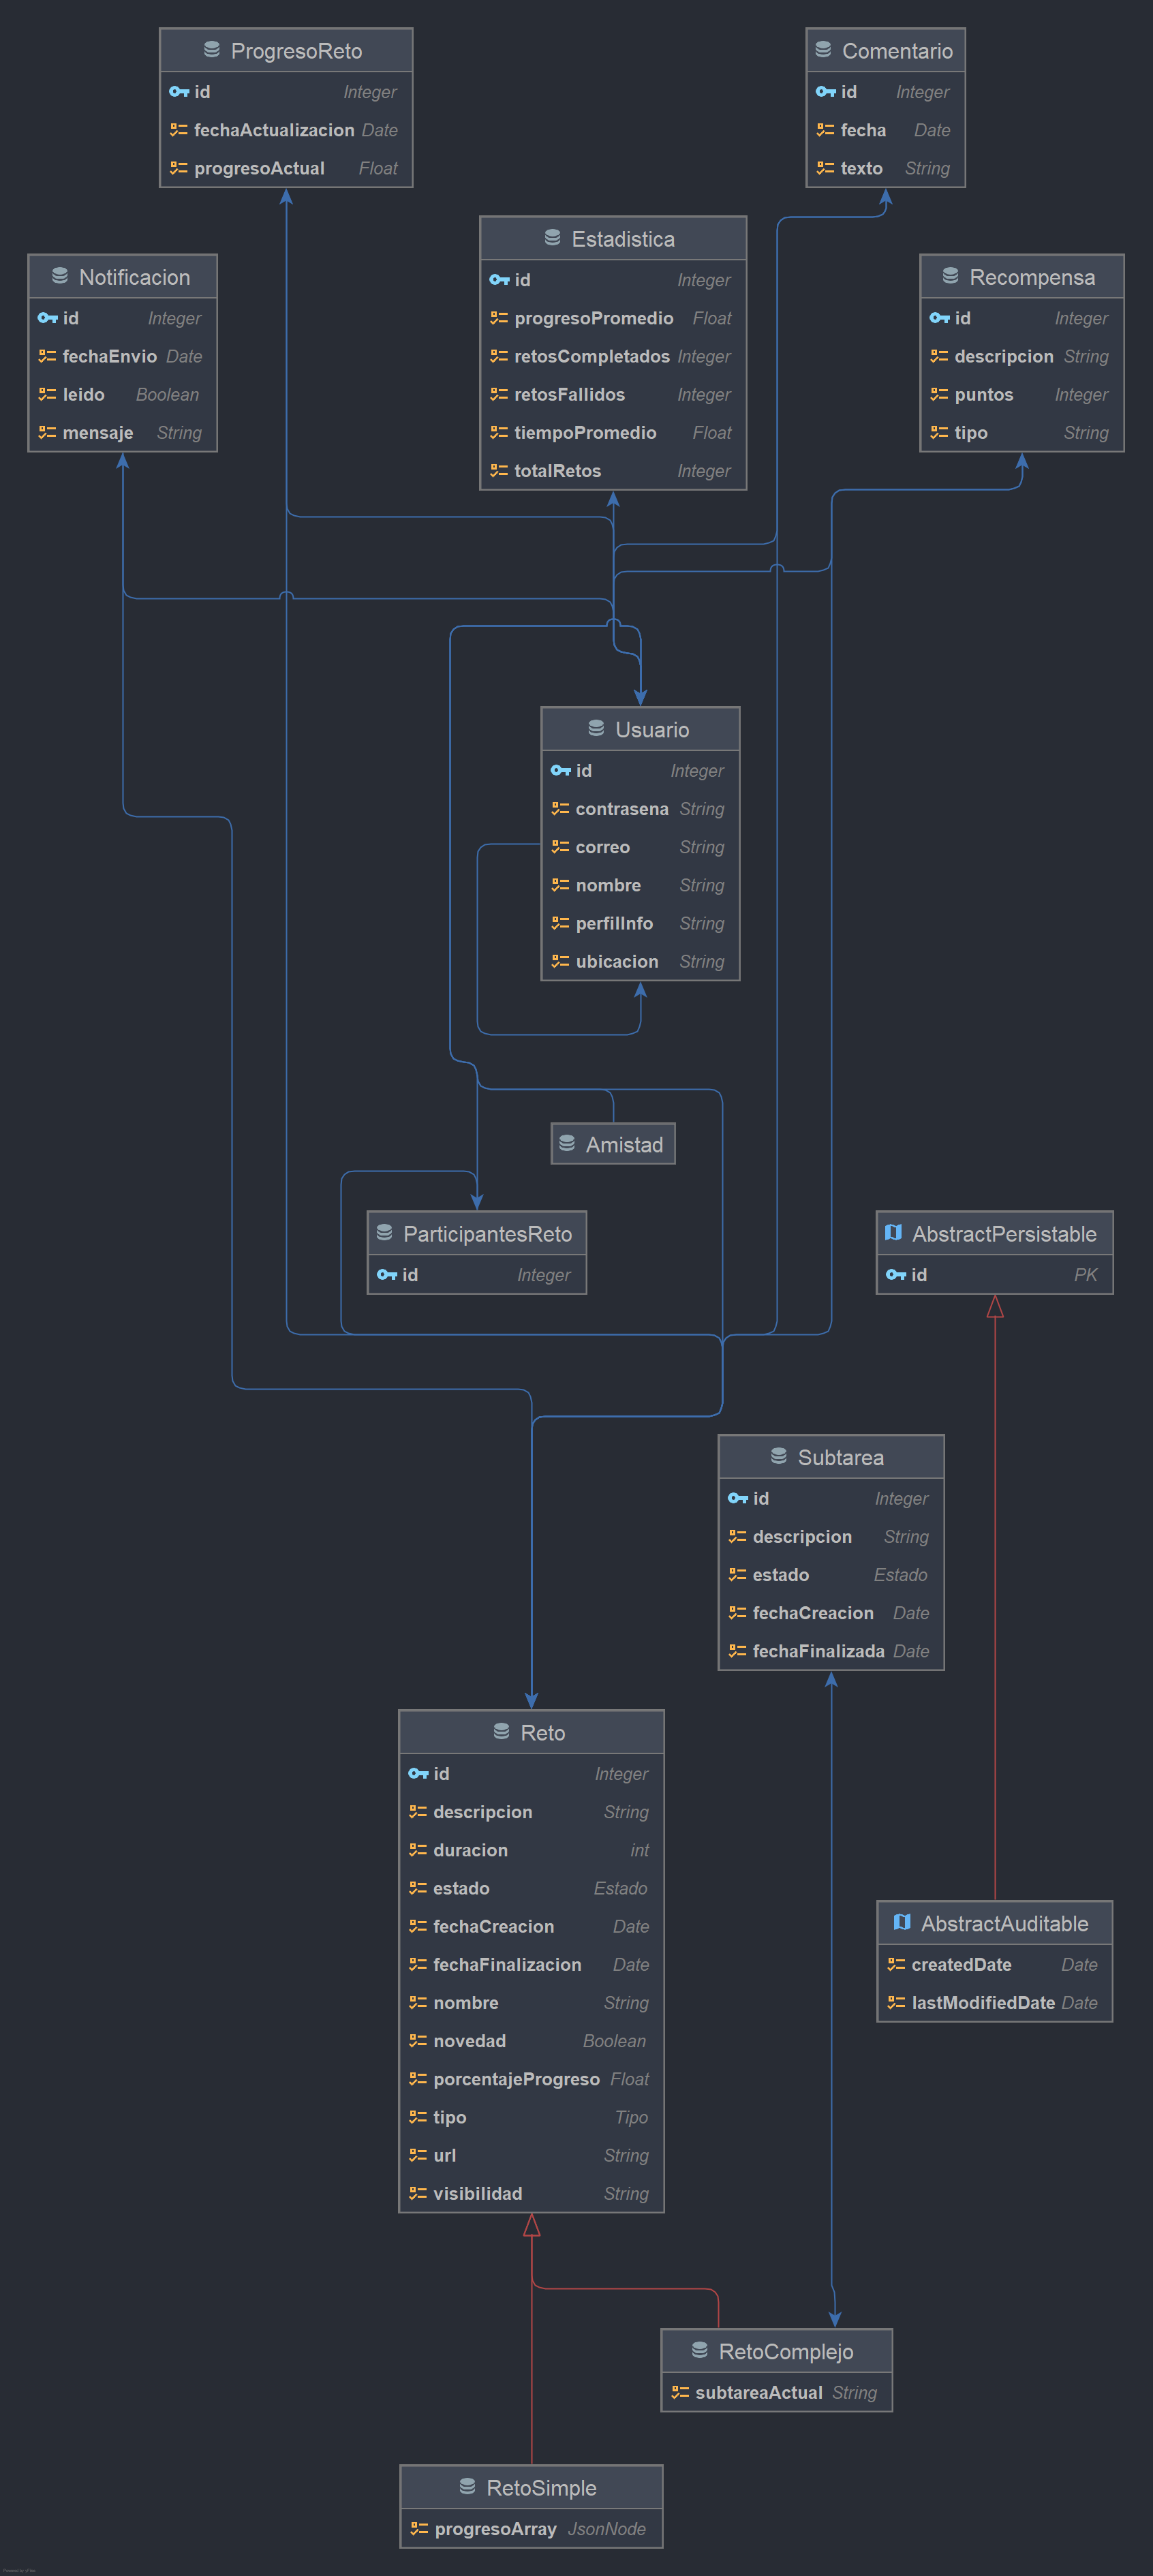 ProgresoReto
id Integer
fechaActualizacion Date
progresoActual Float
Comentario
id Integer
fecha Date
texto String
Estadistica
id Integer
progresoPromedio Float
retosCompletados Integer
retosFallidos Integer
tiempoPromedio Float
totalRetos Integer
Notificacion
id Integer
fechaEnvio Date
leido Boolean
mensaje String
Recompensa
id Integer
descripcion String
puntos Integer
tipo String
Usuario
id Integer
contrasena String
correo String
nombre String
perfilInfo String
ubicacion String
Amistad
ParticipantesReto
id Integer
AbstractPersistable
id PK
Subtarea
id Integer
descripcion String
estado Estado
fechaCreacion Date
fechaFinalizada Date
Reto
id Integer
descripcion String
duracion int
estado Estado
fechaCreacion Date
fechaFinalizacion Date
nombre String
novedad Boolean
porcentajeProgreso Float
tipo Tipo
url String
visibilidad String
AbstractAuditable
createdDate Date
lastModifiedDate Date
RetoComplejo
subtareaActual String
RetoSimple
progresoArray JsonNode
Powered by yFiles